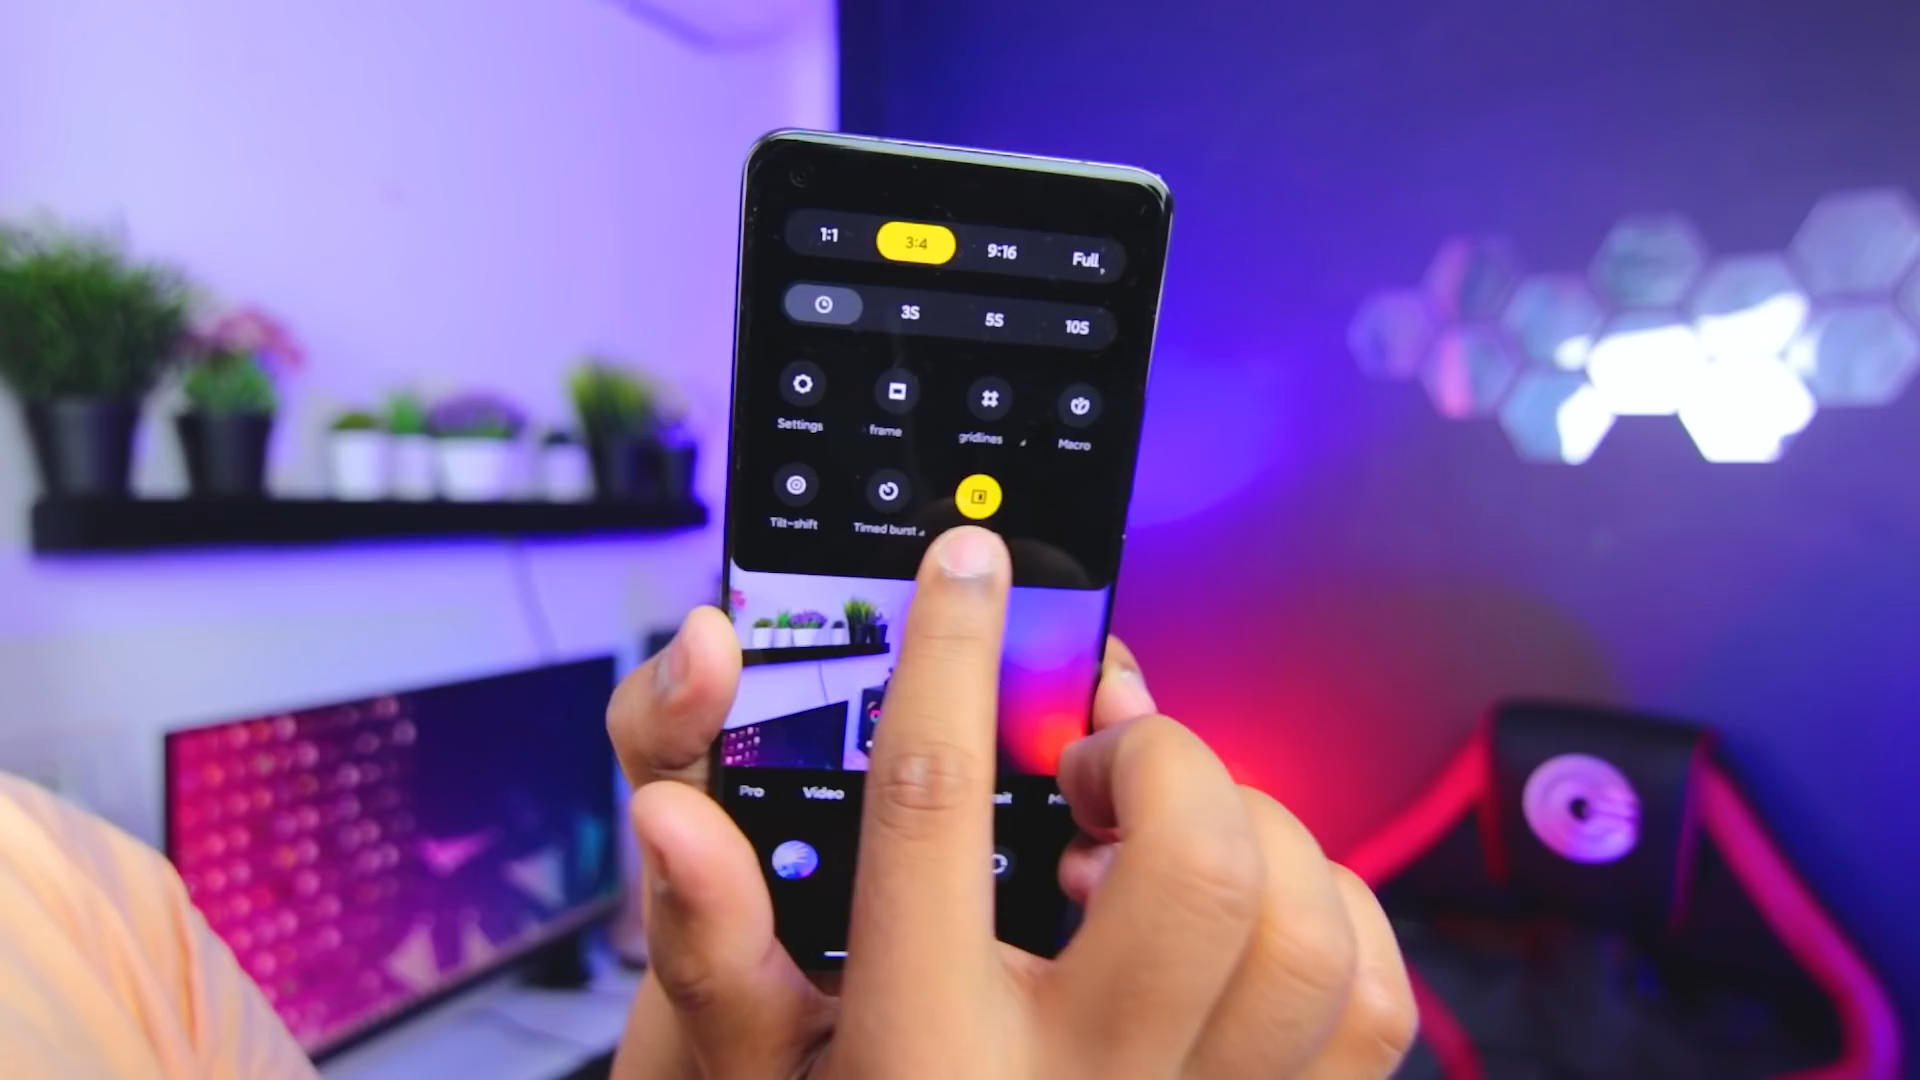 1:1 3:4 9:16 Full
3S 5S 10S
Settings frame gridlines Macro
Tilt-shift Timed burst
Pro Video